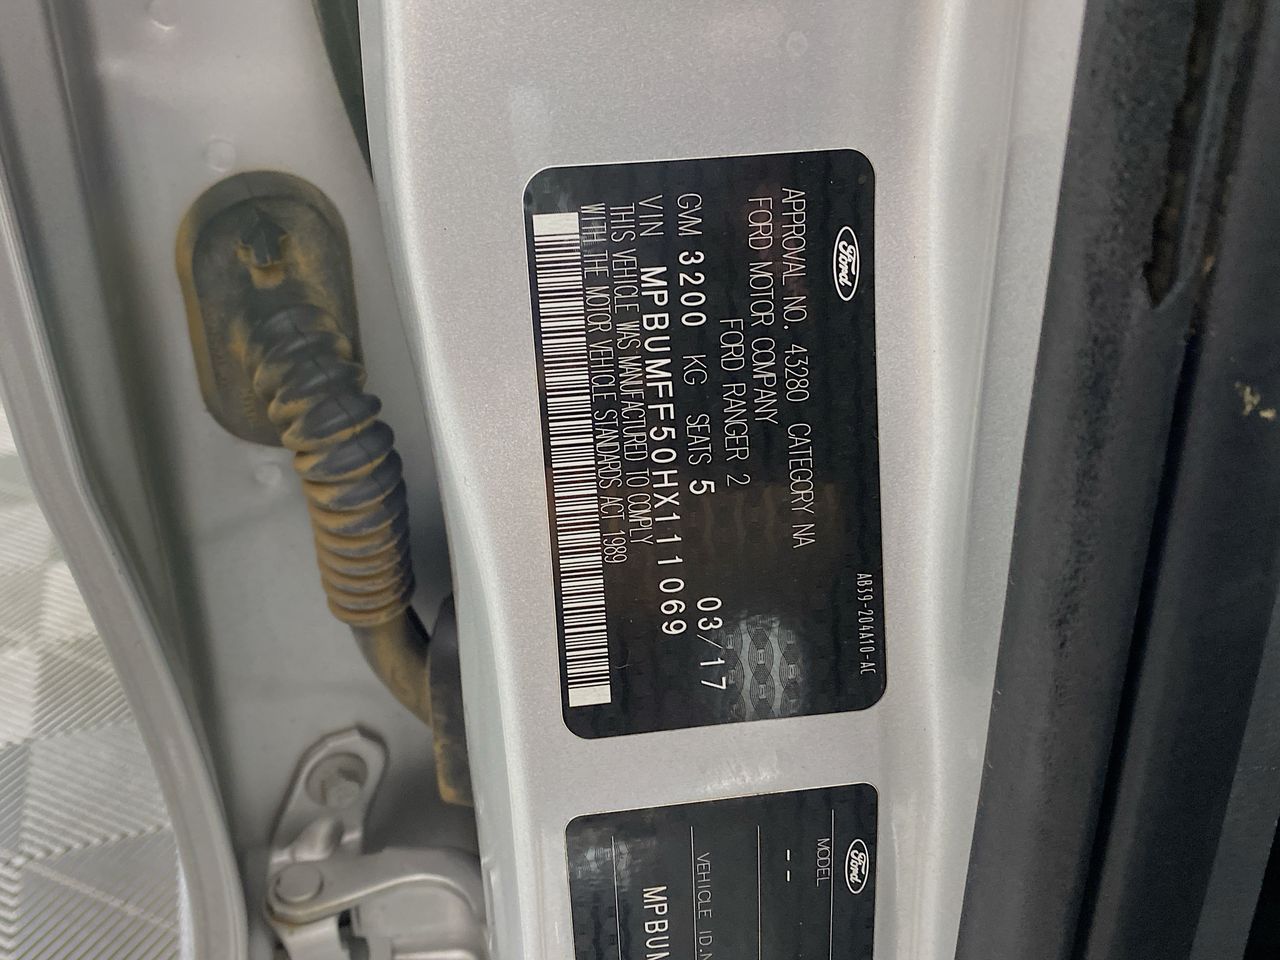 Ford
AB39-204A10-AC
APPROVAL NO. 43280 CATEGORY NA
FORD MOTOR COMPANY
FORD RANGER 2
03/17
GVM 3200 KG SEATS 5
VIN MPBUMFF50HX111069
THIS VEHICLE WAS MANUFACTURED TO COMPLY
WITH THE MOTOR VEHICLE STANDARDS ACT 1989
Ford
MODEL
--
VEHICLE ID.N
MPBUM